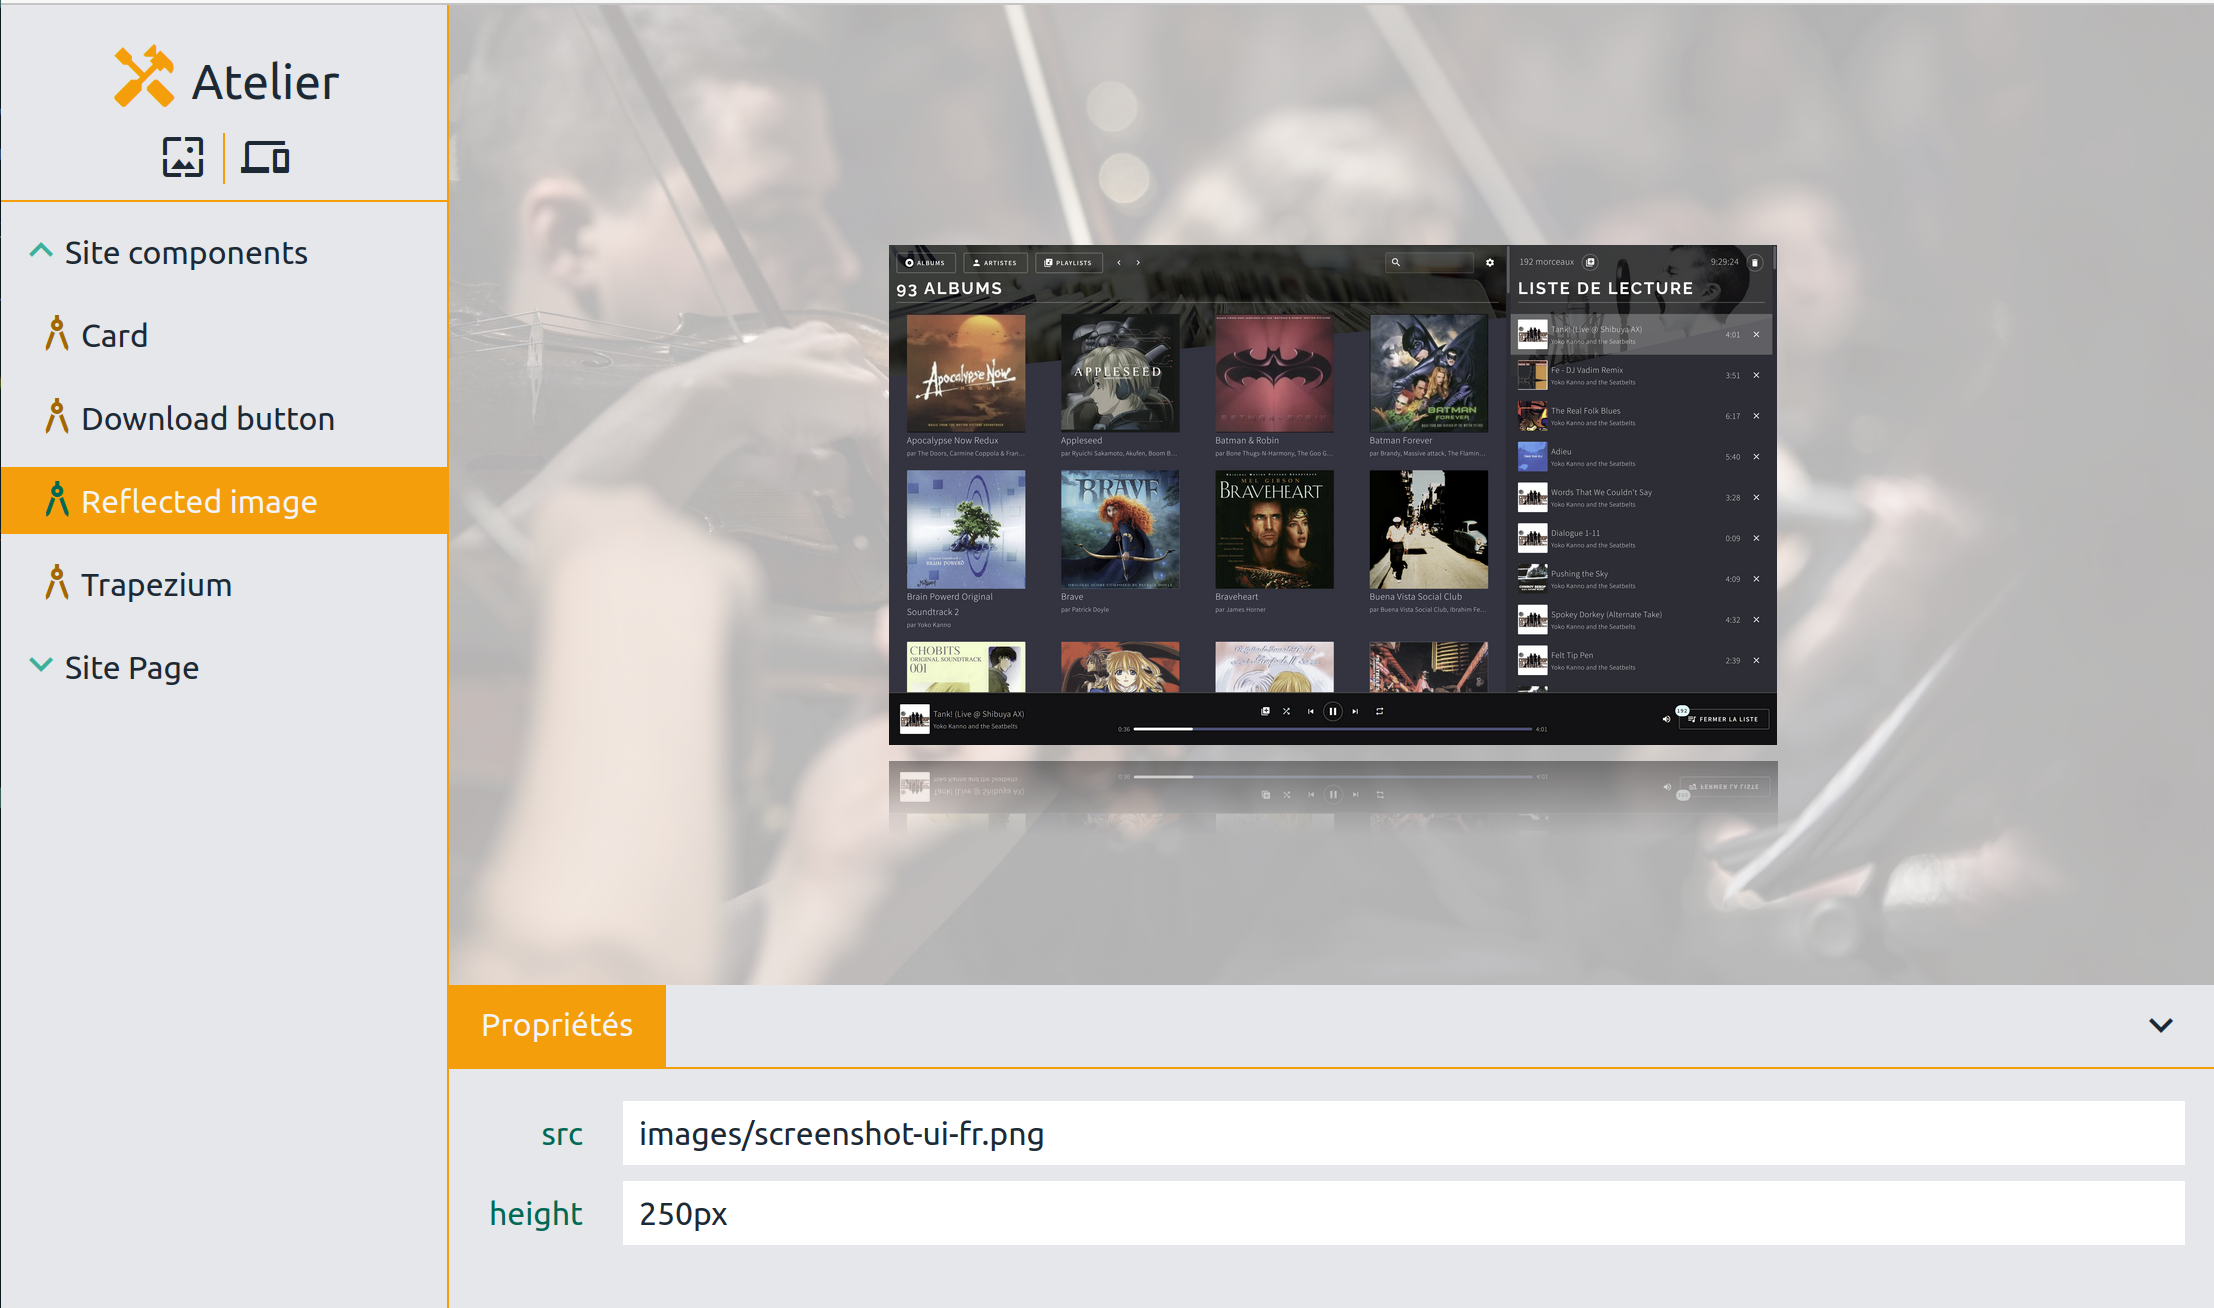 Atelier
Site components
Card
Download button
Reflected image
Trapezium
Site Page
ALBUMS
ARTISTES
PLAYLISTS
93 ALBUMS
Apocalypse Now
REDUX
APPLESEED
BATMAN
FOREVER
Apocalypse Now Redux
par The Doors, Carmine Coppola & Fran...
Appleseed
par Ryuichi Sakamoto, Akufen, Boom B...
Batman & Robin
par Bone Thugs-N-Harmony, The Goo G...
Batman Forever
par Brandy, Massive attack, The Flamin...
BRAVE
MEL GIBSON
BRAVEHEART
Brain Powerd Original
Soundtrack 2
par Yoko Kanno
Brave
par Patrick Doyle
Braveheart
par James Horner
Buena Vista Social Club
par Buena Vista Social Club, Ibrahim Fe...
CHOBITS
ORIGINAL SOUNDTRACK
001
192 morceaux
9:29:24
LISTE DE LECTURE
Tank! (Live @ Shibuya AX)
Yoko Kanno and the Seatbelts
4:01
Fe - DJ Vadim Remix
Yoko Kanno and the Seatbelts
3:51
The Real Folk Blues
Yoko Kanno and the Seatbelts
6:17
Adieu
Yoko Kanno and the Seatbelts
5:40
Words That We Couldn't Say
Yoko Kanno and the Seatbelts
3:28
Dialogue 1-11
Yoko Kanno and the Seatbelts
0:09
Pushing the Sky
Yoko Kanno and the Seatbelts
4:09
Spokey Dorkey (Alternate Take)
Yoko Kanno and the Seatbelts
4:32
Felt Tip Pen
Yoko Kanno and the Seatbelts
2:39
Tank! (Live @ Shibuya AX)
Yoko Kanno and the Seatbelts
0:36
4:01
192
FERMER LA LISTE
Propriétés
src
images/screenshot-ui-fr.png
height
250px